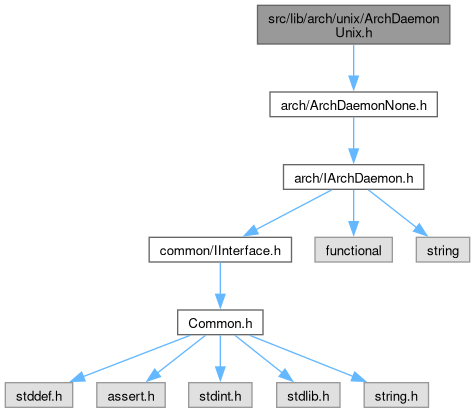 src/lib/arch/unix/ArchDaemon
Unix.h
arch/ArchDaemonNone.h
arch/IArchDaemon.h
common/IInterface.h
functional
string
Common.h
stddef.h
assert.h
stdint.h
stdlib.h
string.h